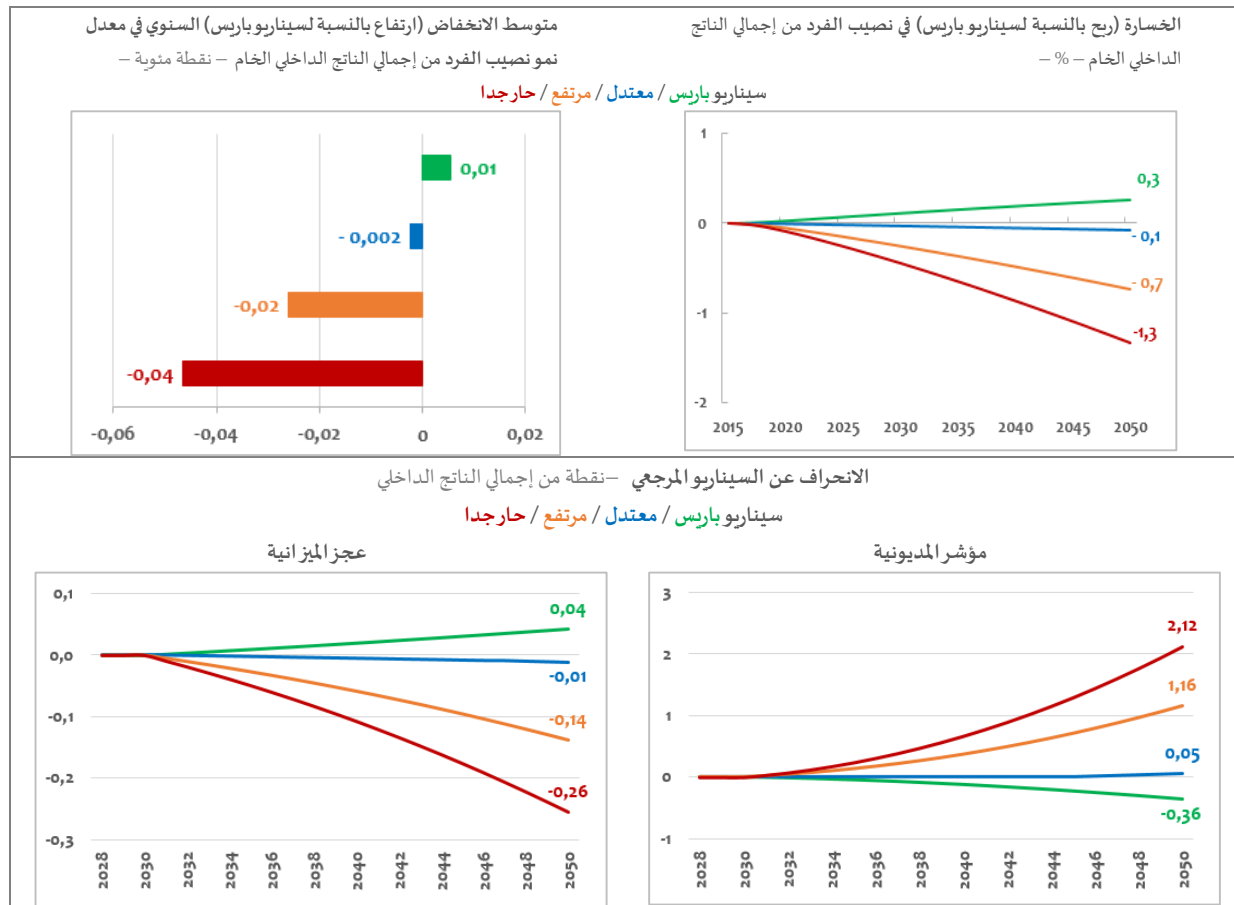 الخسارة (ربح بالنسبة لسيناريو باريس) في نصيب الفرد من إجمالي الناتج
الداخلي الخام – % –
متوسط الانخفاض (ارتفاع بالنسبة لسيناريو باريس) السنوي في معدل
نمو نصيب الفرد من إجمالي الناتج الداخلي الخام – نقطة مئوية –
سيناريو باريس / معتدل / مرتفع / حار جدا
1
0
-1
-2
0,3
- 0,1
- 0,7
-1,3
2015 2020 2025 2030 2035 2040 2045 2050
0,01
- 0,002
-0,02
-0,04
-0,06 -0,04 -0,02 0 0,02
الانحراف عن السيناريو المرجعي – نقطة من إجمالي الناتج الداخلي
سيناريو باريس / معتدل / مرتفع / حار جدا
مؤشر المديونية
3
2
1
0
-1
2,12
1,16
0,05
-0,36
2028 2030 2032 2034 2036 2038 2040 2042 2044 2046 2048 2050
عجز الميزانية
0,1
0,0
-0,1
-0,2
-0,3
0,04
-0,01
-0,14
-0,26
2028 2030 2032 2034 2036 2038 2040 2042 2044 2046 2048 2050